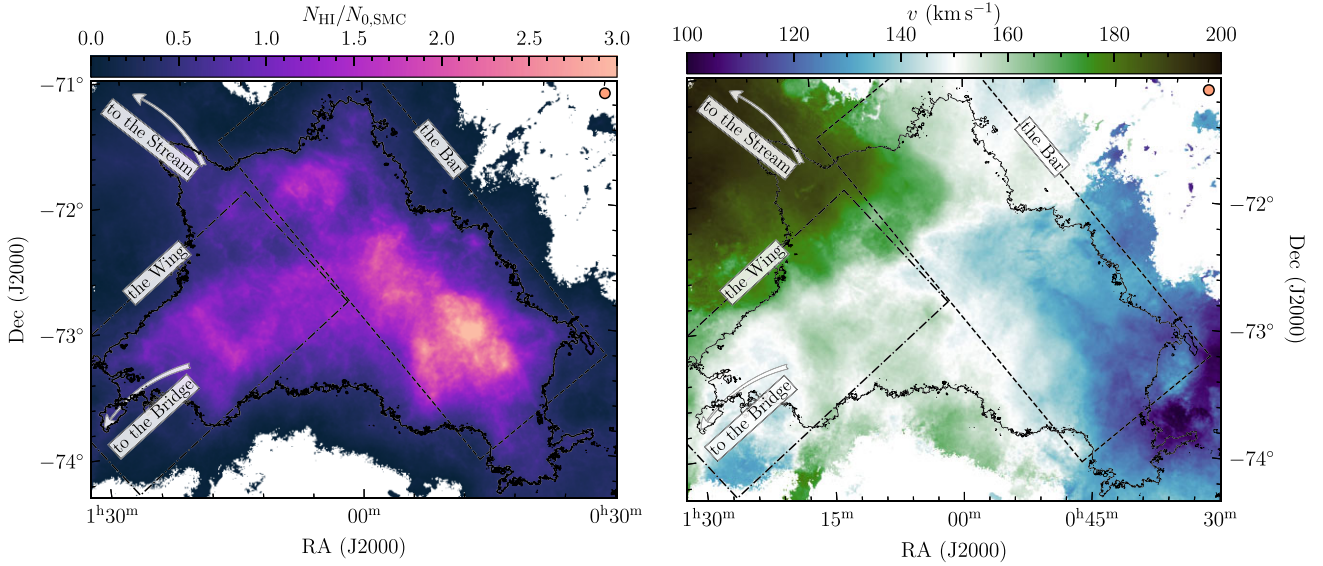 N_HI/N_0,SMC
0.0 0.5 1.0 1.5 2.0 2.5 3.0
−71°
−72°
−73°
−74°
Dec (J2000)
to the Stream
the Bar
the Wing
to the Bridge
1ʰ30ᵐ 00ᵐ 0ʰ30ᵐ
RA (J2000)
v (km s⁻¹)
100 120 140 160 180 200
to the Stream
the Bar
the Wing
to the Bridge
−72°
−73°
−74°
Dec (J2000)
1ʰ30ᵐ 15ᵐ 00ᵐ 0ʰ45ᵐ 30ᵐ
RA (J2000)